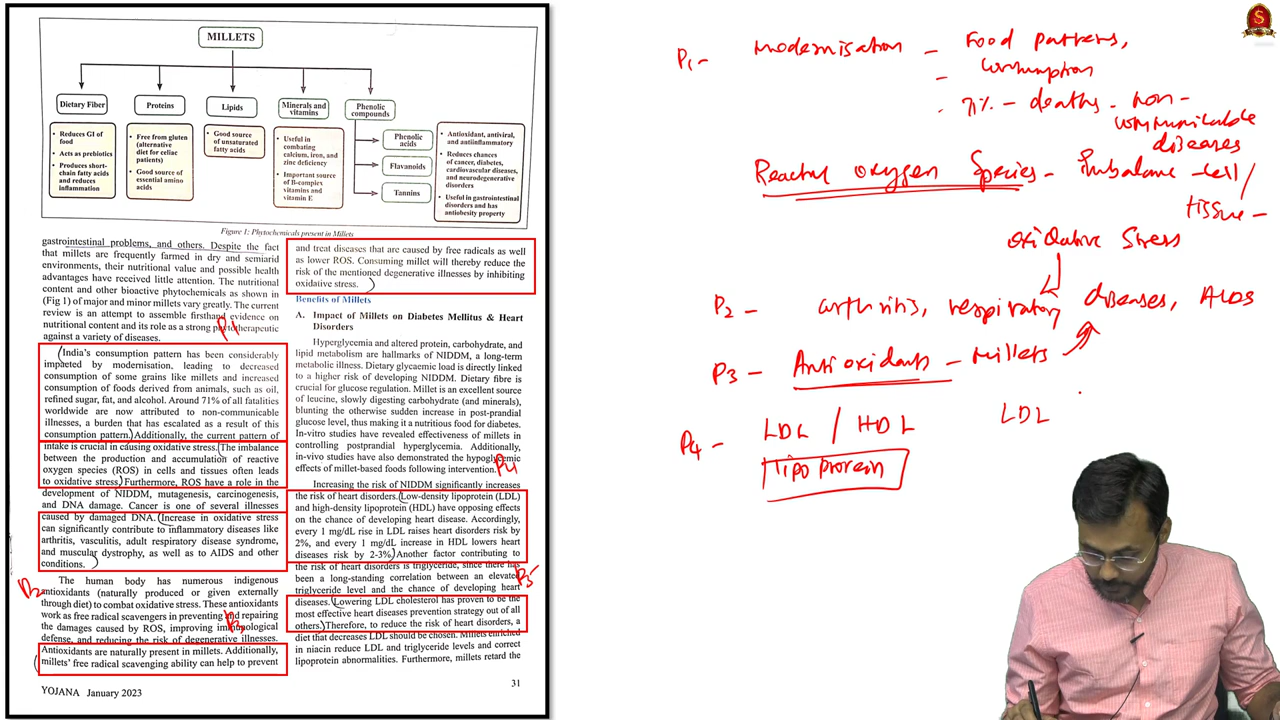 MILLETS
Dietary Fiber
Proteins
Lipids
Minerals and
vitamins
Phenolic
compounds
• Reduces GI of
food
• Acts as prebiotics
• Produces short-
chain fatty acids
and reduces
inflammation
• Free from gluten
(alternative
diet for celiac
patients)
• Good source of
essential amino
acids
• Good source
of unsaturated
fatty acids
• Useful in
combating
calcium, iron, and
zinc deficiency
• Important source
of B-complex
vitamins and
vitamin E
Phenolic
acids
Flavanoids
Tannins
• Antioxidant, antiviral,
and antiinflammatory
• Reduces chances
of cancer, diabetes,
cardiovascular diseases,
and neurodegenerative
disorders
• Useful in gastrointestinal
disorders and has
antiobesity property
Figure 1: Phytochemicals present in Millets
gastrointestinal problems, and others. Despite the fact
that millets are frequently farmed in dry and semiarid
environments, their nutritional value and possible health
advantages have received little attention. The nutritional
content and other bioactive phytochemicals as shown in
(Fig 1) of major and minor millets vary greatly. The current
review is an attempt to assemble firsthand evidence on
nutritional content and its role as a strong phytotherapeutic
against a variety of diseases.
P1
India's consumption pattern has been considerably
impacted by modernisation, leading to decreased
consumption of some grains like millets and increased
consumption of foods derived from animals, such as oil,
refined sugar, fat, and alcohol. Around 71% of all fatalities
worldwide are now attributed to non-communicable
illnesses, a burden that has escalated as a result of this
consumption pattern. Additionally, the current pattern of
intake is crucial in causing oxidative stress. The imbalance
between the production and accumulation of reactive
oxygen species (ROS) in cells and tissues often leads
to oxidative stress. Furthermore, ROS have a role in the
development of NIDDM, mutagenesis, carcinogenesis,
and DNA damage. Cancer is one of several illnesses
caused by damaged DNA. Increase in oxidative stress
can significantly contribute to inflammatory diseases like
arthritis, vasculitis, adult respiratory disease syndrome,
and muscular dystrophy, as well as to AIDS and other
conditions.
P2
The human body has numerous indigenous
antioxidants (naturally produced or given externally
through diet) to combat oxidative stress. These antioxidants
work as free radical scavengers in preventing and repairing
the damages caused by ROS, improving immunological
defense, and reducing the risk of degenerative illnesses.
P3
Antioxidants are naturally present in millets. Additionally,
millets' free radical scavenging ability can help to prevent
and treat diseases that are caused by free radicals as well
as lower ROS. Consuming millet will thereby reduce the
risk of the mentioned degenerative illnesses by inhibiting
oxidative stress.
Benefits of Millets
A. Impact of Millets on Diabetes Mellitus & Heart
Disorders
Hyperglycemia and altered protein, carbohydrate, and
lipid metabolism are hallmarks of NIDDM, a long-term
metabolic illness. Dietary glycaemic load is directly linked
to a higher risk of developing NIDDM. Dietary fibre is
crucial for glucose regulation. Millet is an excellent source
of leucine, slowly digesting carbohydrate (and minerals),
blunting the otherwise sudden increase in post-prandial
glucose level, thus making it a nutritious food for diabetes.
In-vitro studies have revealed effectiveness of millets in
controlling postprandial hyperglycemia. Additionally,
in-vivo studies have also demonstrated the hypoglycemic
effects of millet-based foods following intervention.
P4
Increasing the risk of NIDDM significantly increases
the risk of heart disorders. Low-density lipoprotein (LDL)
and high-density lipoprotein (HDL) have opposing effects
on the chance of developing heart disease. Accordingly,
every 1 mg/dL rise in LDL raises heart disorders risk by
2%, and every 1 mg/dL increase in HDL lowers heart
diseases risk by 2-3%. Another factor contributing to
the risk of heart disorders is triglyceride, since there has
been a long-standing correlation between an elevated
triglyceride level and the chance of developing heart
diseases. Lowering LDL cholesterol has proven to be the
most effective heart diseases prevention strategy out of all
others. Therefore, to reduce the risk of heart disorders, a
diet that decreases LDL should be chosen. Millets enriched
in niacin reduce LDL and triglyceride levels and correct
lipoprotein abnormalities. Furthermore, millets retard the
P5
YOJANA January 2023
31
P1 - Modernisation - Food patterns,
- consumption
. 71% - deaths - non-
communicable
diseases
Reactive oxygen Species - imbalance - cell/
tissue -
oxidative stress
P2 - arthritis, respiratory diseases, AIDS
P3 - Antioxidants - Millets
P4 - LDL / HDL LDL
Lipoprotein
S